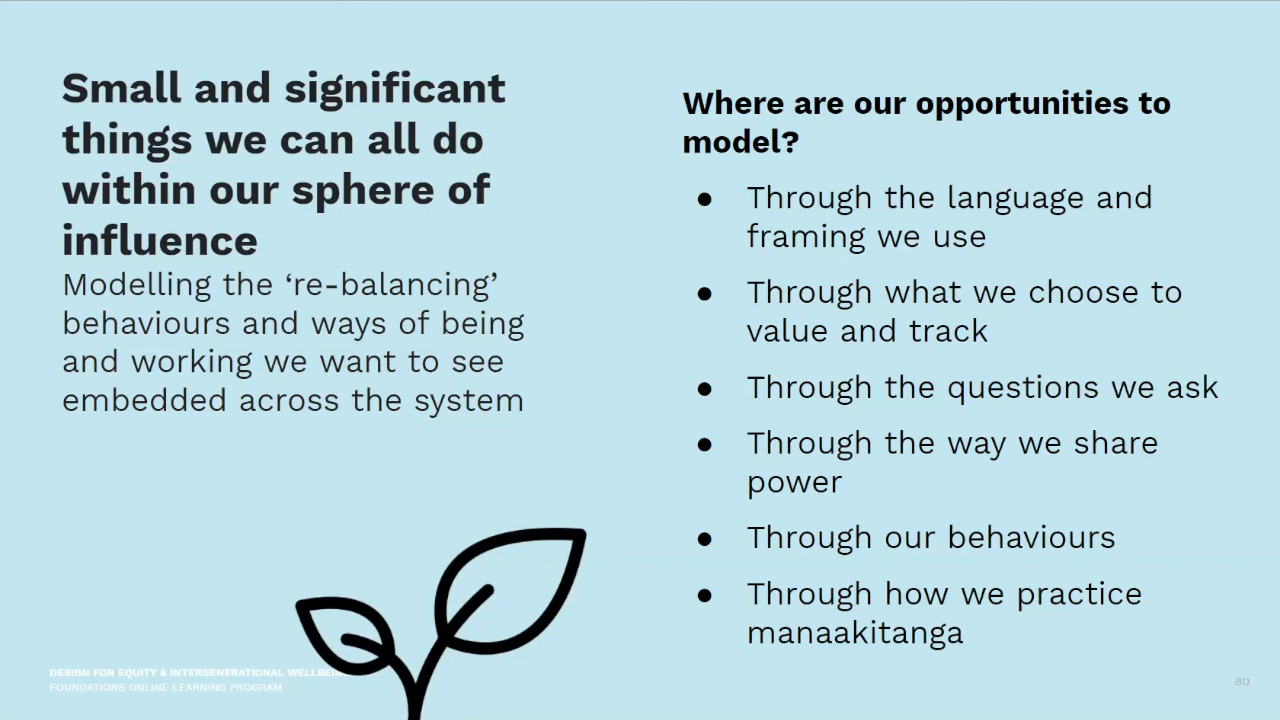 Small and significant
things we can all do
within our sphere of
influence
Modelling the ‘re-balancing’
behaviours and ways of being
and working we want to see
embedded across the system
Where are our opportunities to
model?
● Through the language and
framing we use
● Through what we choose to
value and track
● Through the questions we ask
● Through the way we share
power
● Through our behaviours
● Through how we practice
manaakitanga
DESIGN FOR EQUITY & INTERGENERATIONAL WELLBEING
FOUNDATIONS ONLINE LEARNING PROGRAM
80